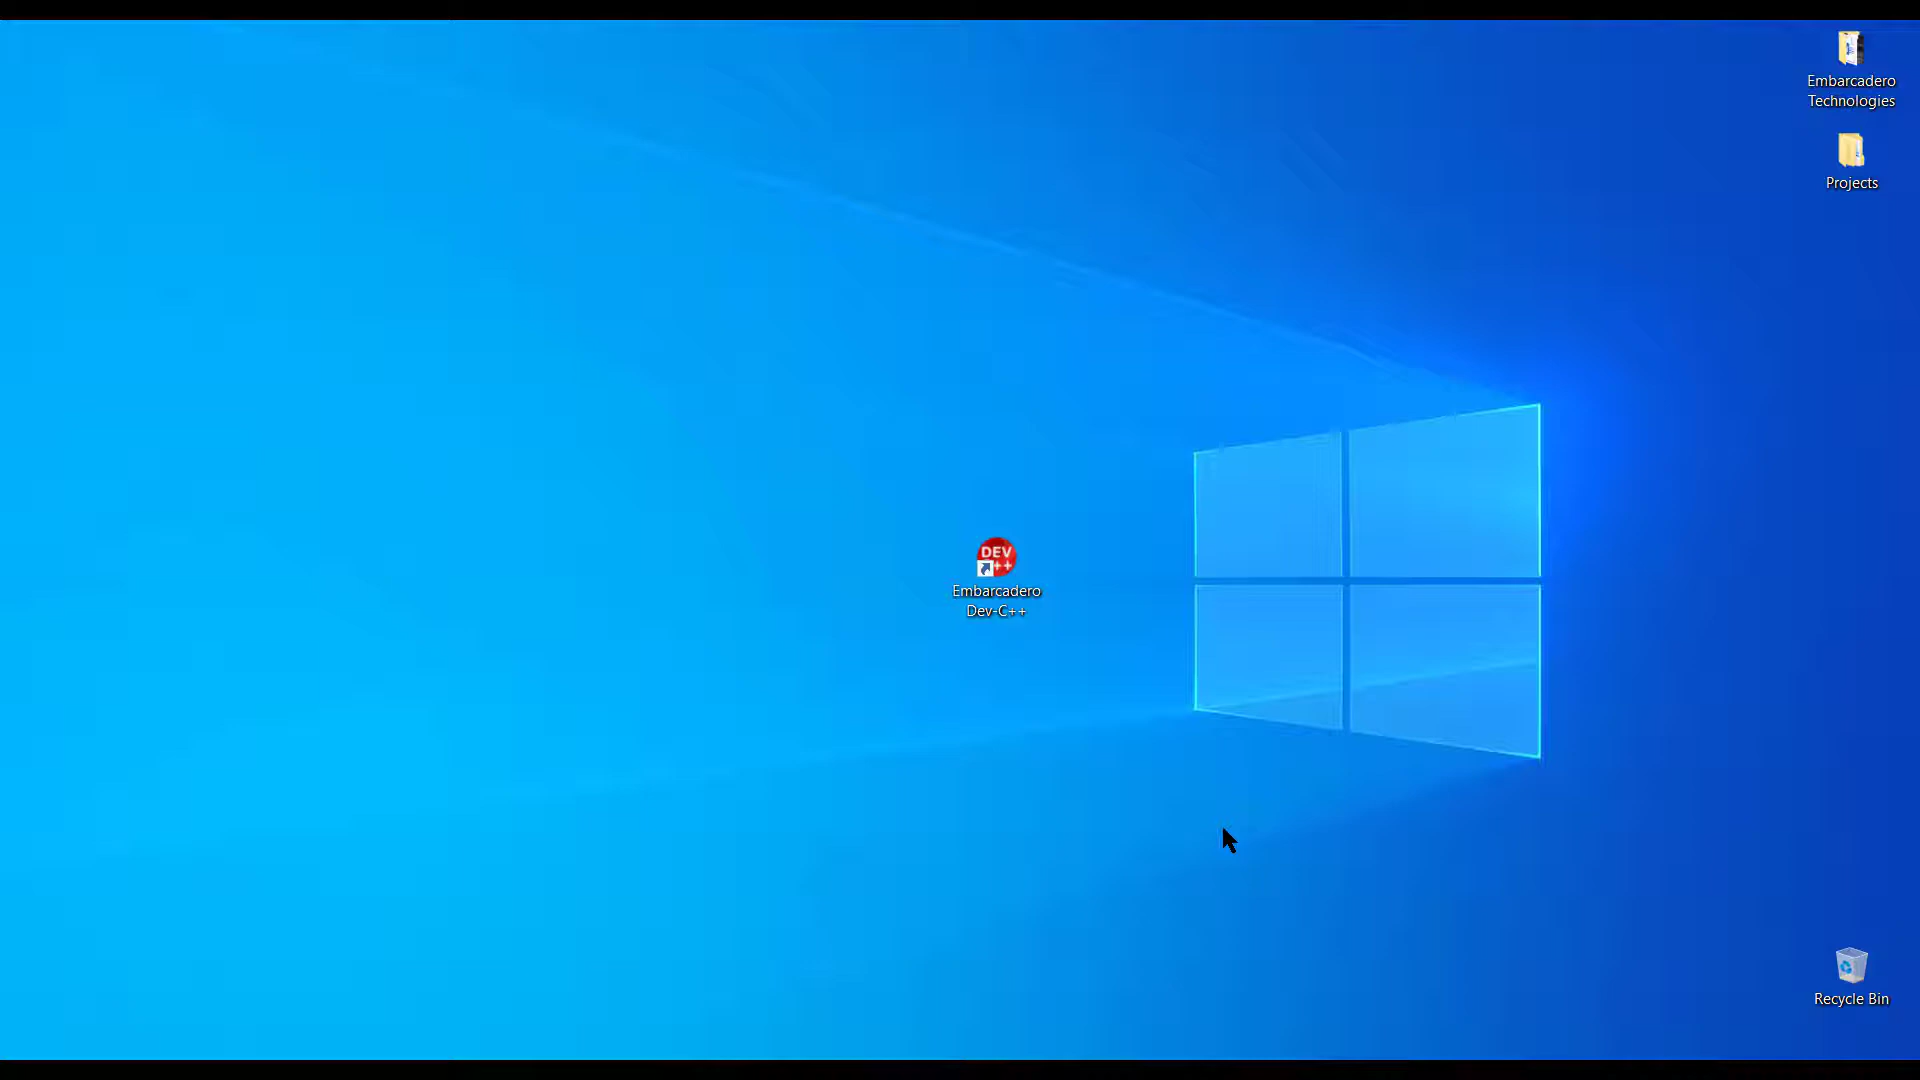 Embarcadero
Technologies
Projects
DEV
++
Embarcadero
Dev-C++
Recycle Bin